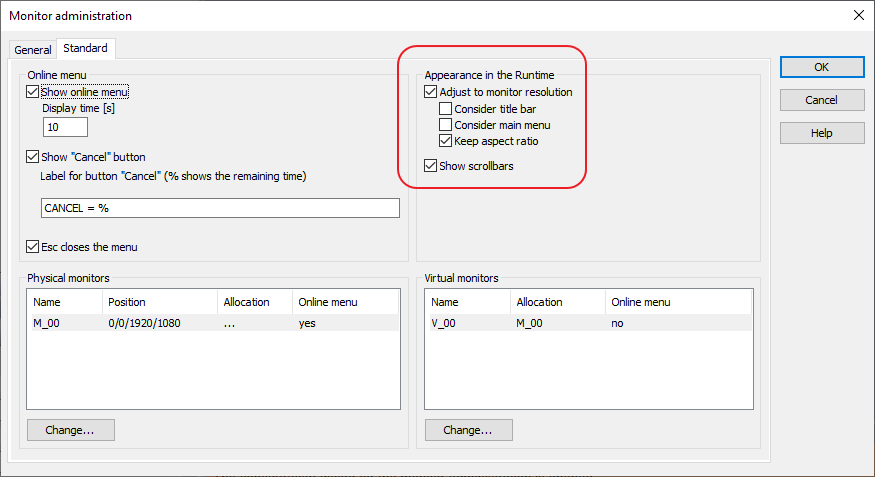 Monitor administration
General
Standard
Online menu
Show online menu
Display time [s]
10
Show "Cancel" button
Label for button "Cancel" (% shows the remaining time)
CANCEL = %
Esc closes the menu
Appearance in the Runtime
Adjust to monitor resolution
Consider title bar
Consider main menu
Keep aspect ratio
Show scrollbars
OK
Cancel
Help
Physical monitors
Name Position Allocation Online menu
M_00 0/0/1920/1080 ... yes
Change...
Virtual monitors
Name Allocation Online menu
V_00 M_00 no
Change...